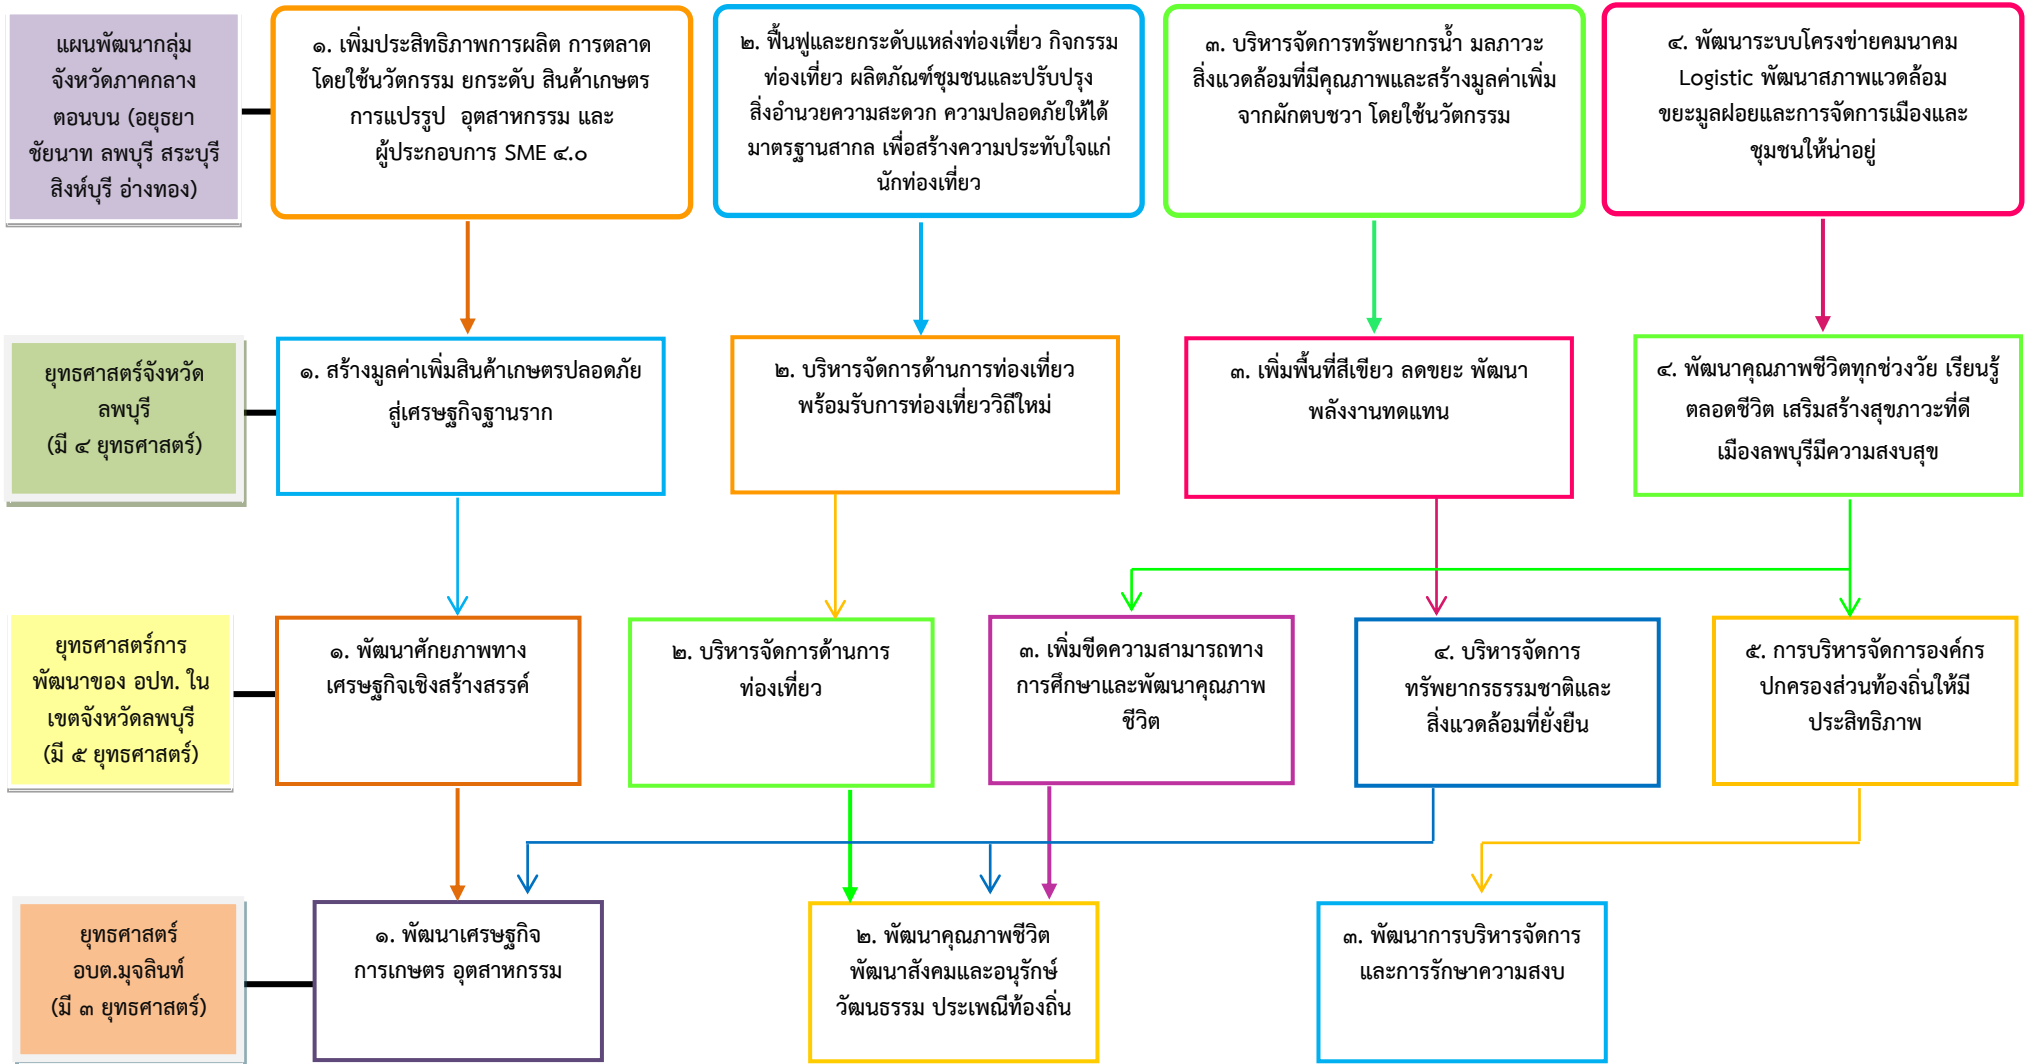 แผนพัฒนากลุ่ม
จังหวัดภาคกลาง
ตอนบน (อยุธยา
ชัยนาท ลพบุรี สระบุรี
สิงห์บุรี อ่างทอง)
๑. เพิ่มประสิทธิภาพการผลิต การตลาด
โดยใช้นวัตกรรม ยกระดับ สินค้าเกษตร
การแปรรูป อุตสาหกรรม และ
ผู้ประกอบการ SME ๔.๐
๒. ฟื้นฟูและยกระดับแหล่งท่องเที่ยว กิจกรรม
ท่องเที่ยว ผลิตภัณฑ์ชุมชนและปรับปรุง
สิ่งอำนวยความสะดวก ความปลอดภัยให้ได้
มาตรฐานสากล เพื่อสร้างความประทับใจแก่
นักท่องเที่ยว
๓. บริหารจัดการทรัพยากรน้ำ มลภาวะ
สิ่งแวดล้อมที่มีคุณภาพและสร้างมูลค่าเพิ่ม
จากผักตบชวา โดยใช้นวัตกรรม
๔. พัฒนาระบบโครงข่ายคมนาคม
Logistic พัฒนาสภาพแวดล้อม
ขยะมูลฝอยและการจัดการเมืองและ
ชุมชนให้น่าอยู่
ยุทธศาสตร์จังหวัด
ลพบุรี
(มี ๔ ยุทธศาสตร์)
๑. สร้างมูลค่าเพิ่มสินค้าเกษตรปลอดภัย
สู่เศรษฐกิจฐานราก
๒. บริหารจัดการด้านการท่องเที่ยว
พร้อมรับการท่องเที่ยววิถีใหม่
๓. เพิ่มพื้นที่สีเขียว ลดขยะ พัฒนา
พลังงานทดแทน
๔. พัฒนาคุณภาพชีวิตทุกช่วงวัย เรียนรู้
ตลอดชีวิต เสริมสร้างสุขภาวะที่ดี
เมืองลพบุรีมีความสงบสุข
ยุทธศาสตร์การ
พัฒนาของ อปท. ใน
เขตจังหวัดลพบุรี
(มี ๕ ยุทธศาสตร์)
๑. พัฒนาศักยภาพทาง
เศรษฐกิจเชิงสร้างสรรค์
๒. บริหารจัดการด้านการ
ท่องเที่ยว
๓. เพิ่มขีดความสามารถทาง
การศึกษาและพัฒนาคุณภาพ
ชีวิต
๔. บริหารจัดการ
ทรัพยากรธรรมชาติและ
สิ่งแวดล้อมที่ยั่งยืน
๕. การบริหารจัดการองค์กร
ปกครองส่วนท้องถิ่นให้มี
ประสิทธิภาพ
ยุทธศาสตร์
อบต.มุจลินท์
(มี ๓ ยุทธศาสตร์)
๑. พัฒนาเศรษฐกิจ
การเกษตร อุตสาหกรรม
๒. พัฒนาคุณภาพชีวิต
พัฒนาสังคมและอนุรักษ์
วัฒนธรรม ประเพณีท้องถิ่น
๓. พัฒนาการบริหารจัดการ
และการรักษาความสงบ